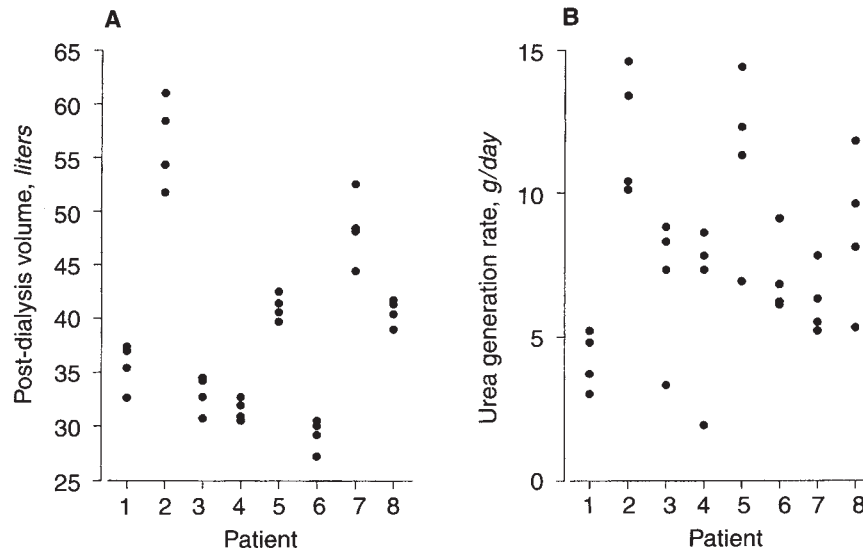 A
Post-dialysis volume, liters
65
60
55
50
45
40
35
30
25
1 2 3 4 5 6 7 8
Patient
B
Urea generation rate, g/day
15
10
5
0
1 2 3 4 5 6 7 8
Patient